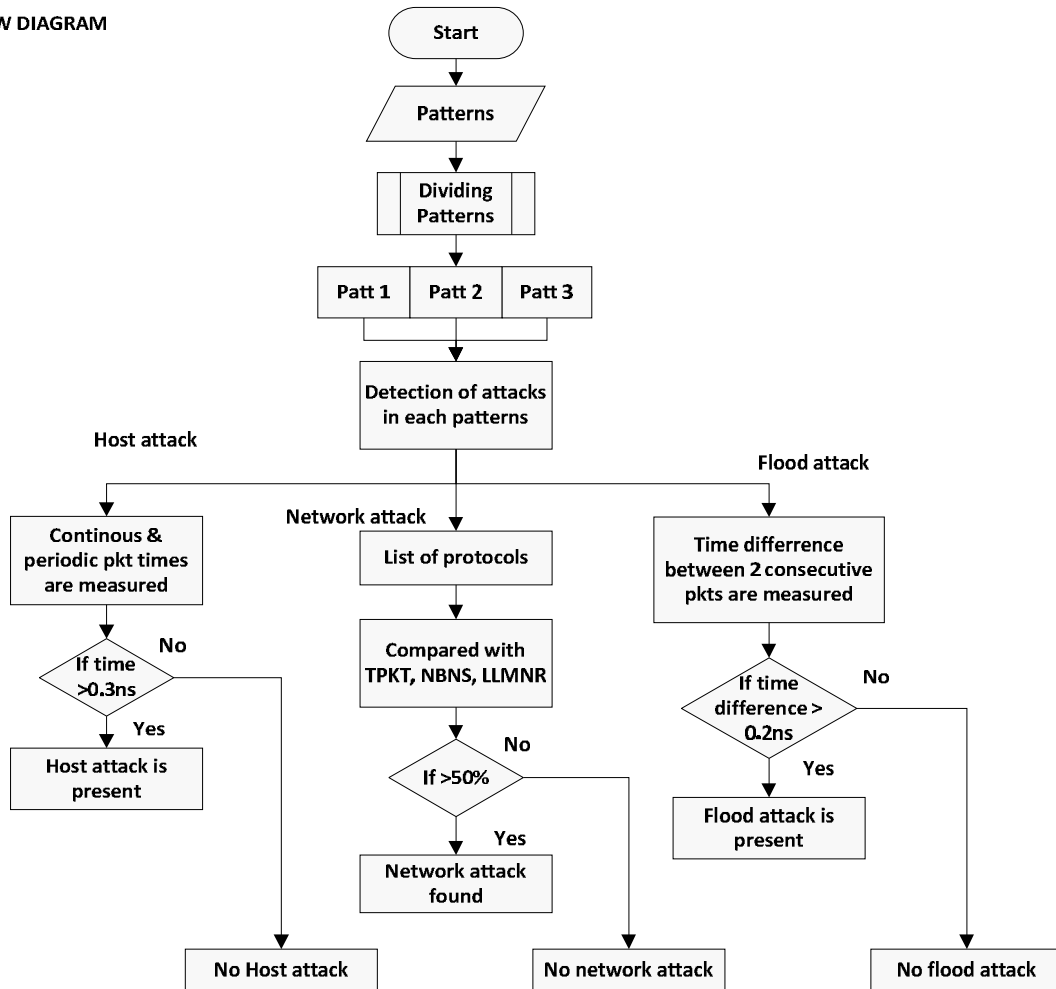 W DIAGRAM
Start
Patterns
Dividing
Patterns
Patt 1
Patt 2
Patt 3
Detection of attacks
in each patterns
Host attack
Network attack
Flood attack
Continous &
periodic pkt times
are measured
If time
>0.3ns
No
Yes
Host attack is
present
No Host attack
List of protocols
Compared with
TPKT, NBNS, LLMNR
If >50%
No
Yes
Network attack
found
No network attack
Time differrence
between 2 consecutive
pkts are measured
If time
difference >
0.2ns
No
Yes
Flood attack is
present
No flood attack